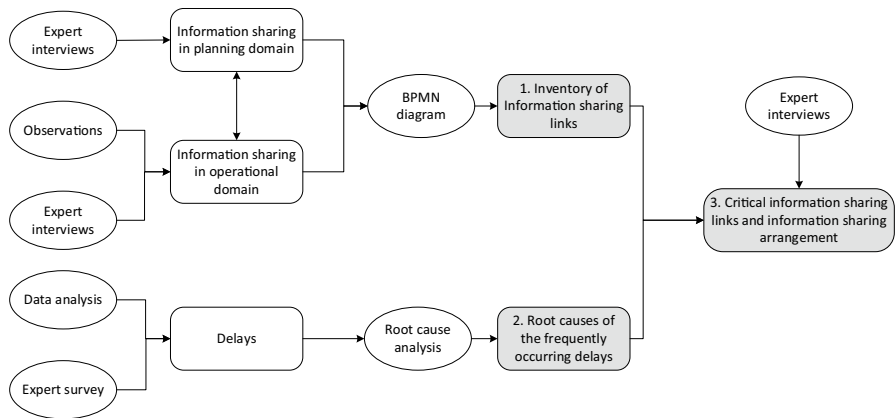 Expert
interviews
Information sharing
in planning domain
Observations
Expert
interviews
Information sharing
in operational
domain
BPMN
diagram
1. Inventory of
Information sharing
links
Expert
interviews
3. Critical information sharing
links and information sharing
arrangement
Data analysis
Expert survey
Delays
Root cause
analysis
2. Root causes of
the frequently
occurring delays